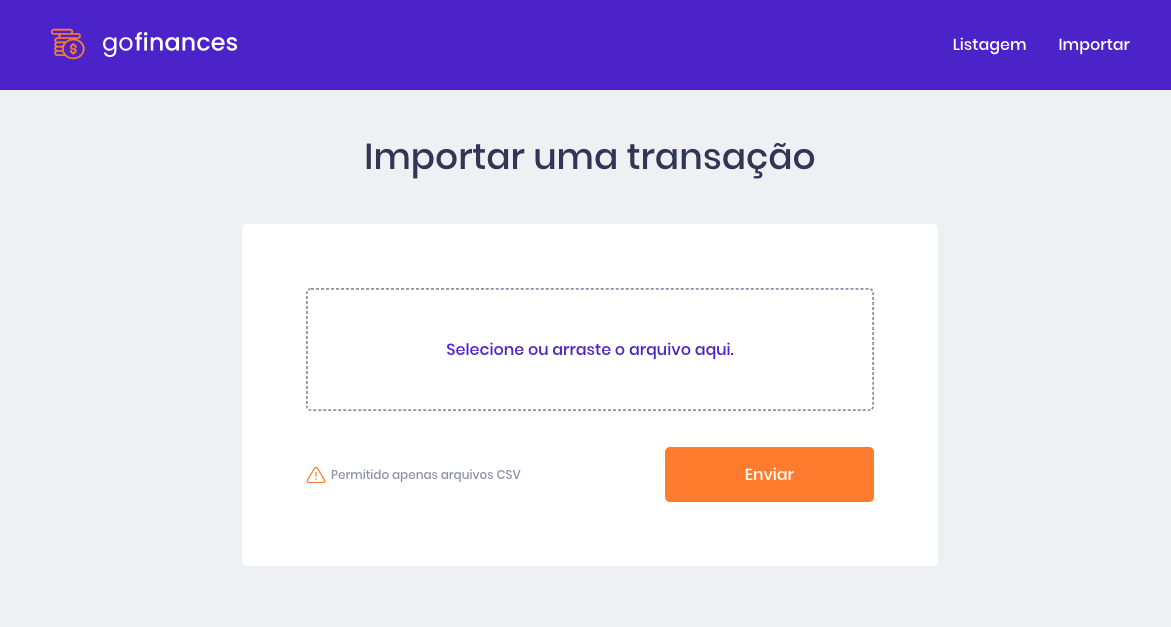 gofinances
Listagem
Importar
Importar uma transação
Selecione ou arraste o arquivo aqui.
Permitido apenas arquivos CSV
Enviar